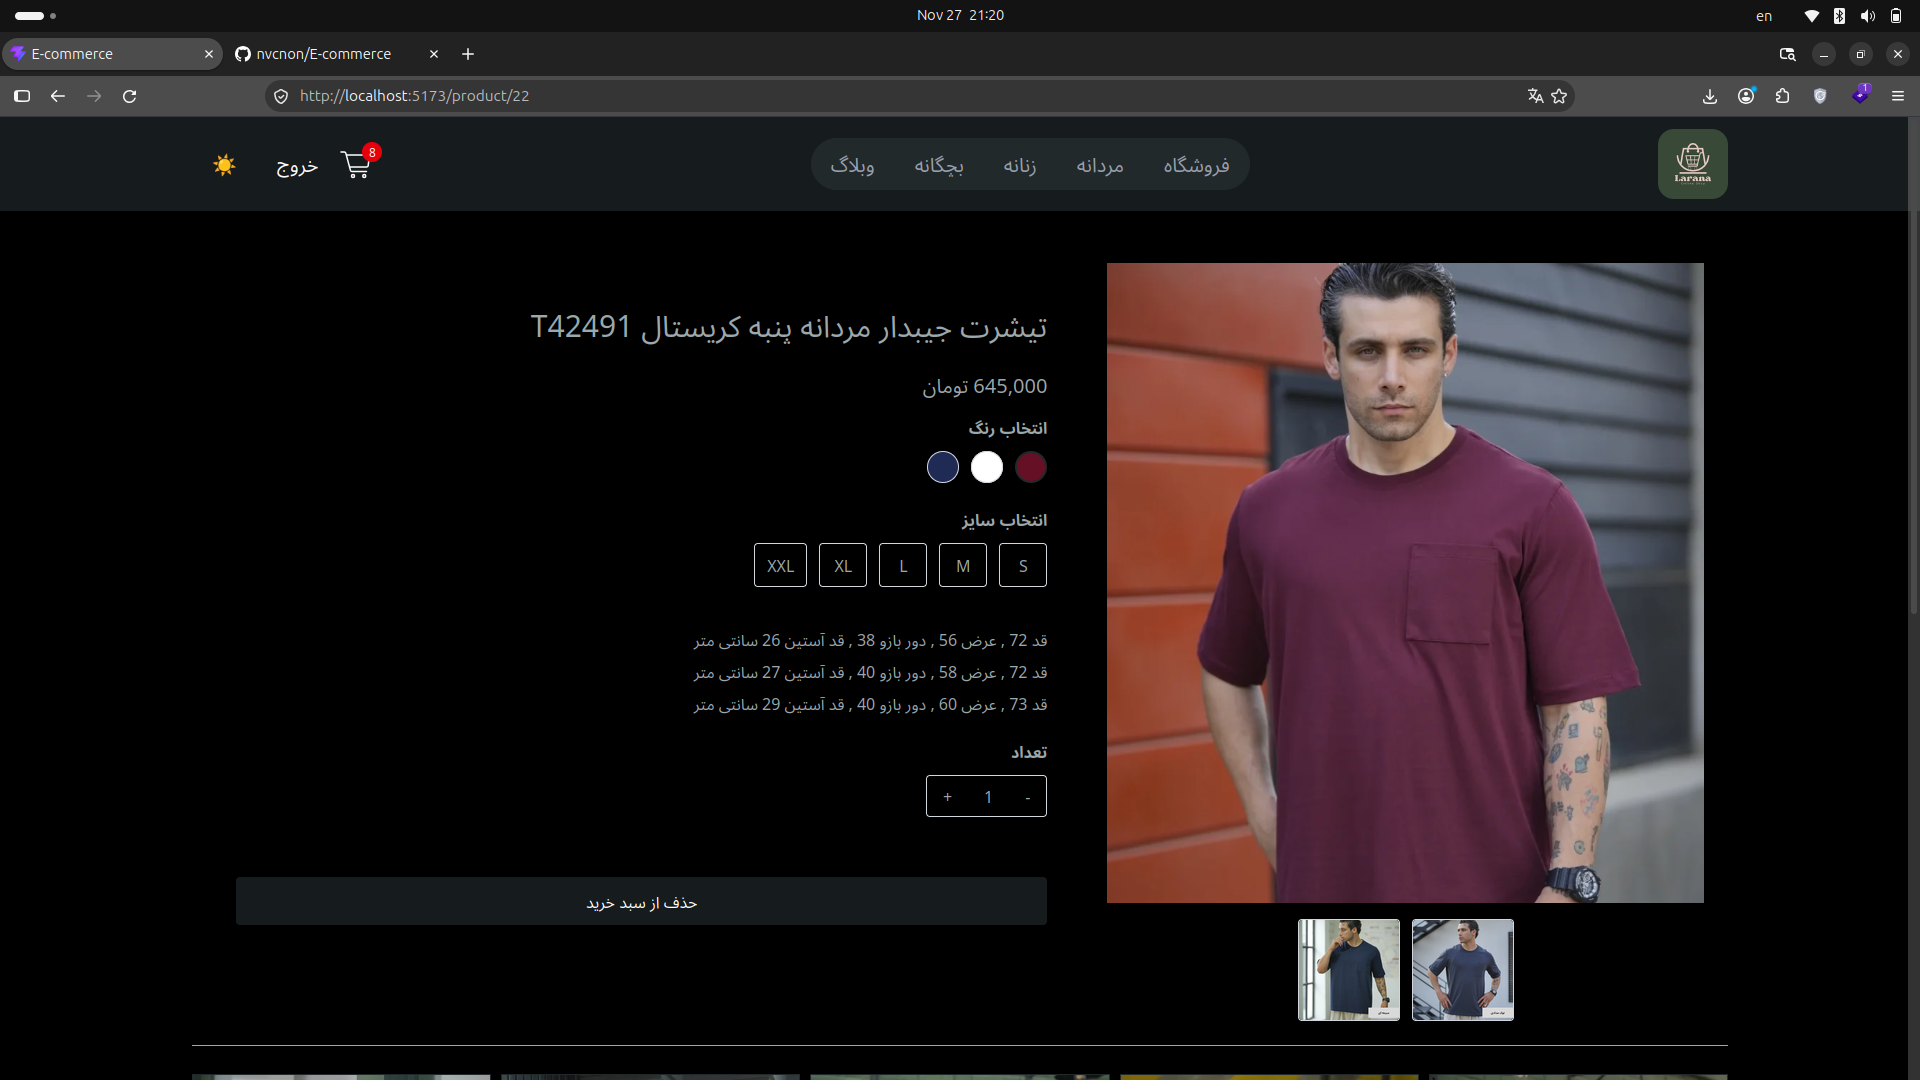 Nov 27 21:20
en
E-commerce
nvcnon/E-commerce
http://localhost:5173/product/22
1
Larana
فروشگاه
مردانه
زنانه
بچگانه
وبلاگ
8
خروج
تیشرت جیبدار مردانه پنبه کریستال T42491
645,000 تومان
انتخاب رنگ
انتخاب سایز
S
M
L
XL
XXL
قد 72 , عرض 56 , دور بازو 38 , قد آستین 26 سانتی متر
قد 72 , عرض 58 , دور بازو 40 , قد آستین 27 سانتی متر
قد 73 , عرض 60 , دور بازو 40 , قد آستین 29 سانتی متر
تعداد
- 1 +
حذف از سبد خرید